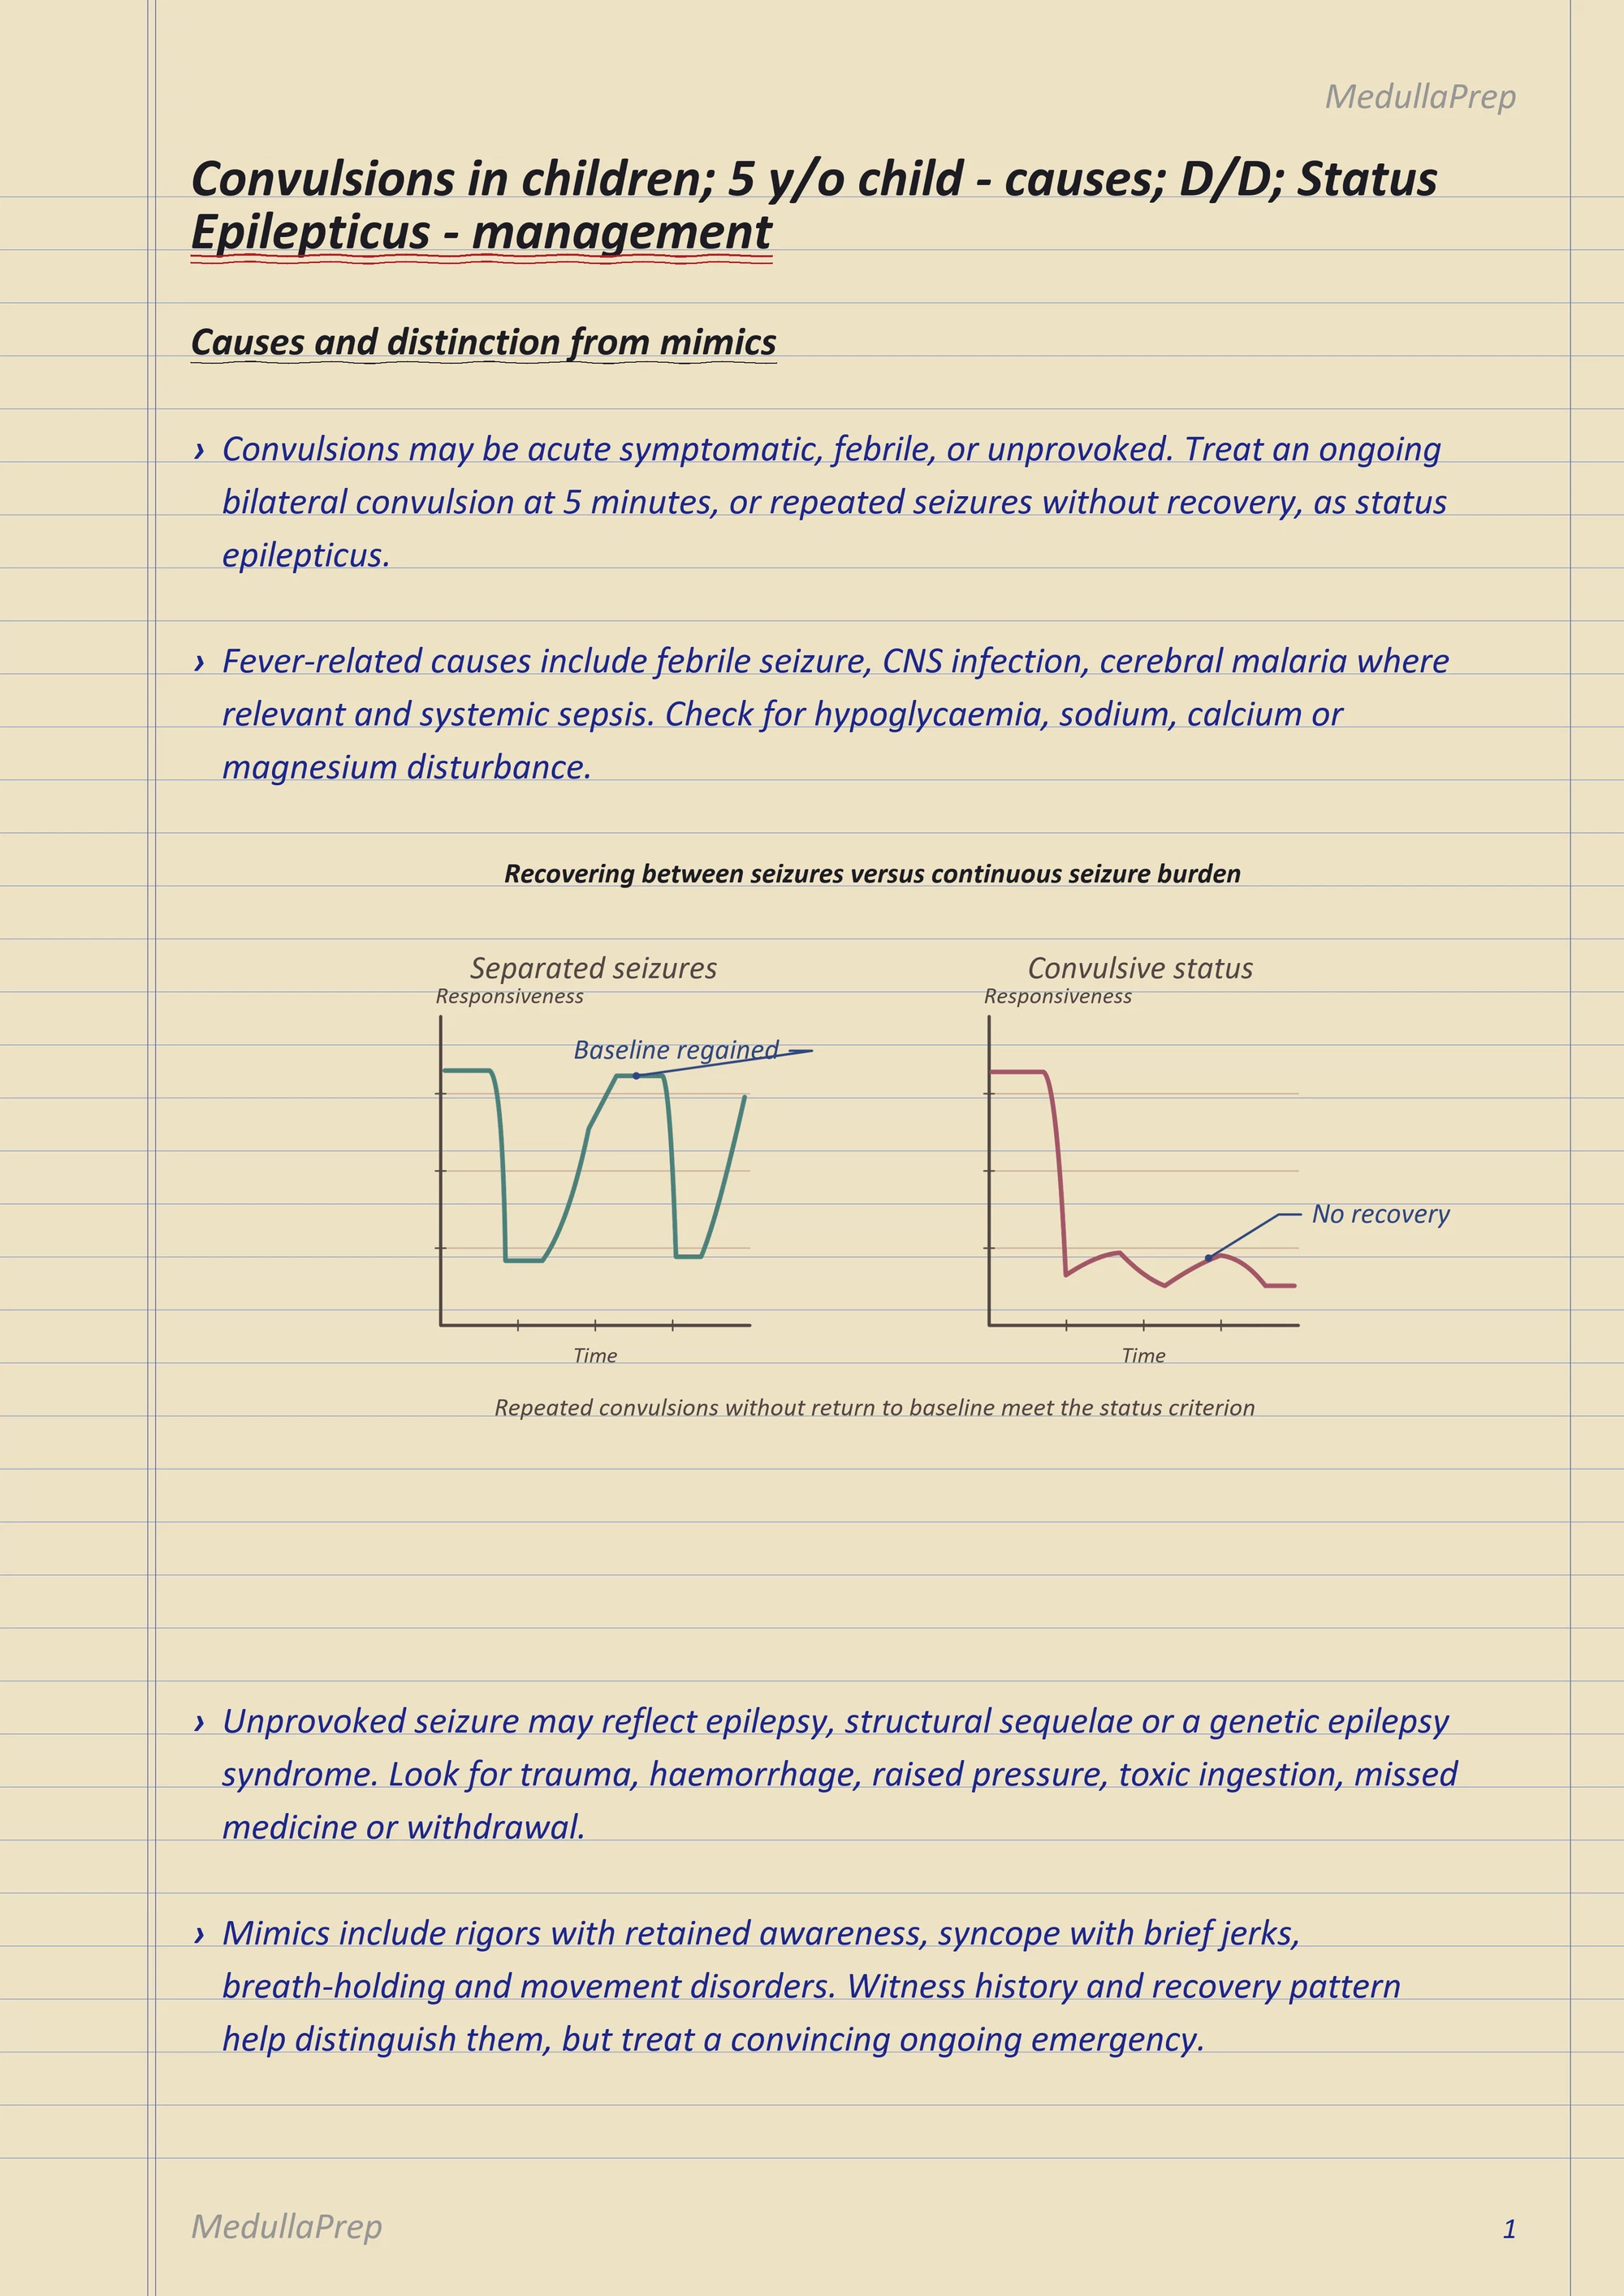 MedullaPrep
Convulsions in children; 5 y/o child - causes; D/D; Status
Epilepticus - management
Causes and distinction from mimics
› Convulsions may be acute symptomatic, febrile, or unprovoked. Treat an ongoing
bilateral convulsion at 5 minutes, or repeated seizures without recovery, as status
epilepticus.
› Fever-related causes include febrile seizure, CNS infection, cerebral malaria where
relevant and systemic sepsis. Check for hypoglycaemia, sodium, calcium or
magnesium disturbance.
Recovering between seizures versus continuous seizure burden
Separated seizures
Responsiveness
Baseline regained
Time
Convulsive status
Responsiveness
No recovery
Time
Repeated convulsions without return to baseline meet the status criterion
› Unprovoked seizure may reflect epilepsy, structural sequelae or a genetic epilepsy
syndrome. Look for trauma, haemorrhage, raised pressure, toxic ingestion, missed
medicine or withdrawal.
› Mimics include rigors with retained awareness, syncope with brief jerks,
breath-holding and movement disorders. Witness history and recovery pattern
help distinguish them, but treat a convincing ongoing emergency.
MedullaPrep
1